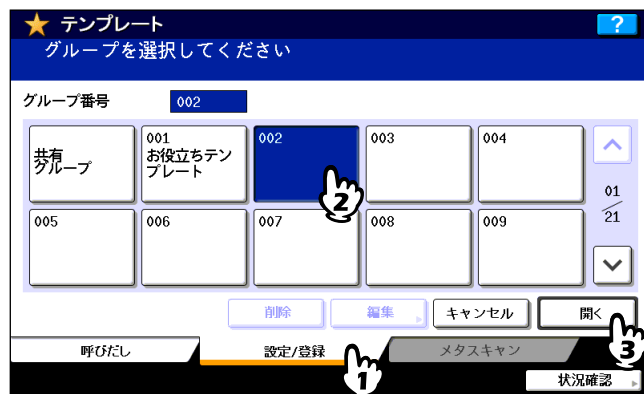 テンプレート
?
グループを選択してください
グループ番号 002
共有
グループ
001
お役立ちテン
プレート
002
003
004
2
01
21
005
006
007
008
009
削除
編集
キャンセル
開く
呼びだし
設定/登録
メタスキャン
1
3
状況確認